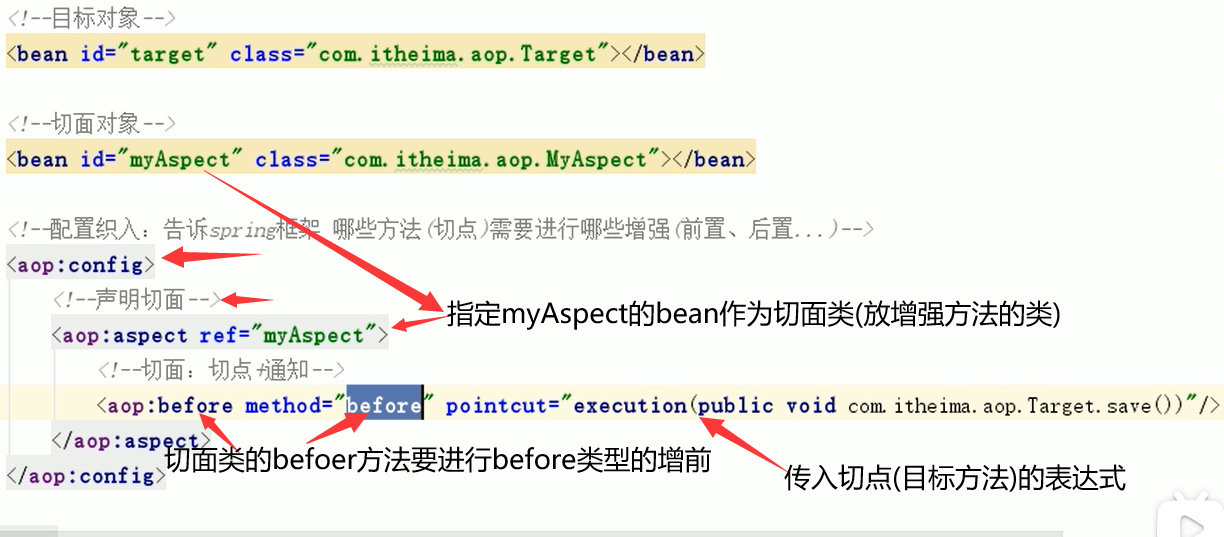 <!--目标对象-->
<bean id="target" class="com.itheima.aop.Target"></bean>
<!--切面对象-->
<bean id="myAspect" class="com.itheima.aop.MyAspect"></bean>
<!--配置织入：告诉spring框架 哪些方法(切点)需要进行哪些增强(前置、后置...)-->
<aop:config>
<!--声明切面-->
指定myAspect的bean作为切面类(放增强方法的类)
<aop:aspect ref="myAspect">
<!--切面：切点+通知-->
<aop:before method="before" pointcut="execution(public void com.itheima.aop.Target.save())"/>
</aop:aspect>
切面类的befoer方法要进行before类型的增前
</aop:config>
传入切点(目标方法)的表达式